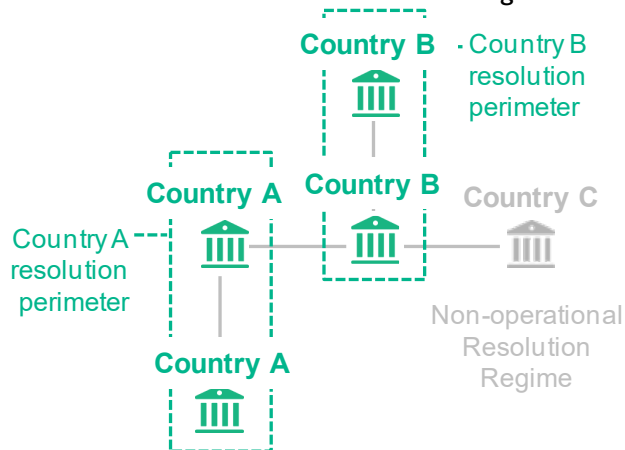 Country B
Country B
resolution
perimeter
Country A
Country B
Country C
Country A
resolution
perimeter
Non-operational
Resolution
Regime
Country A